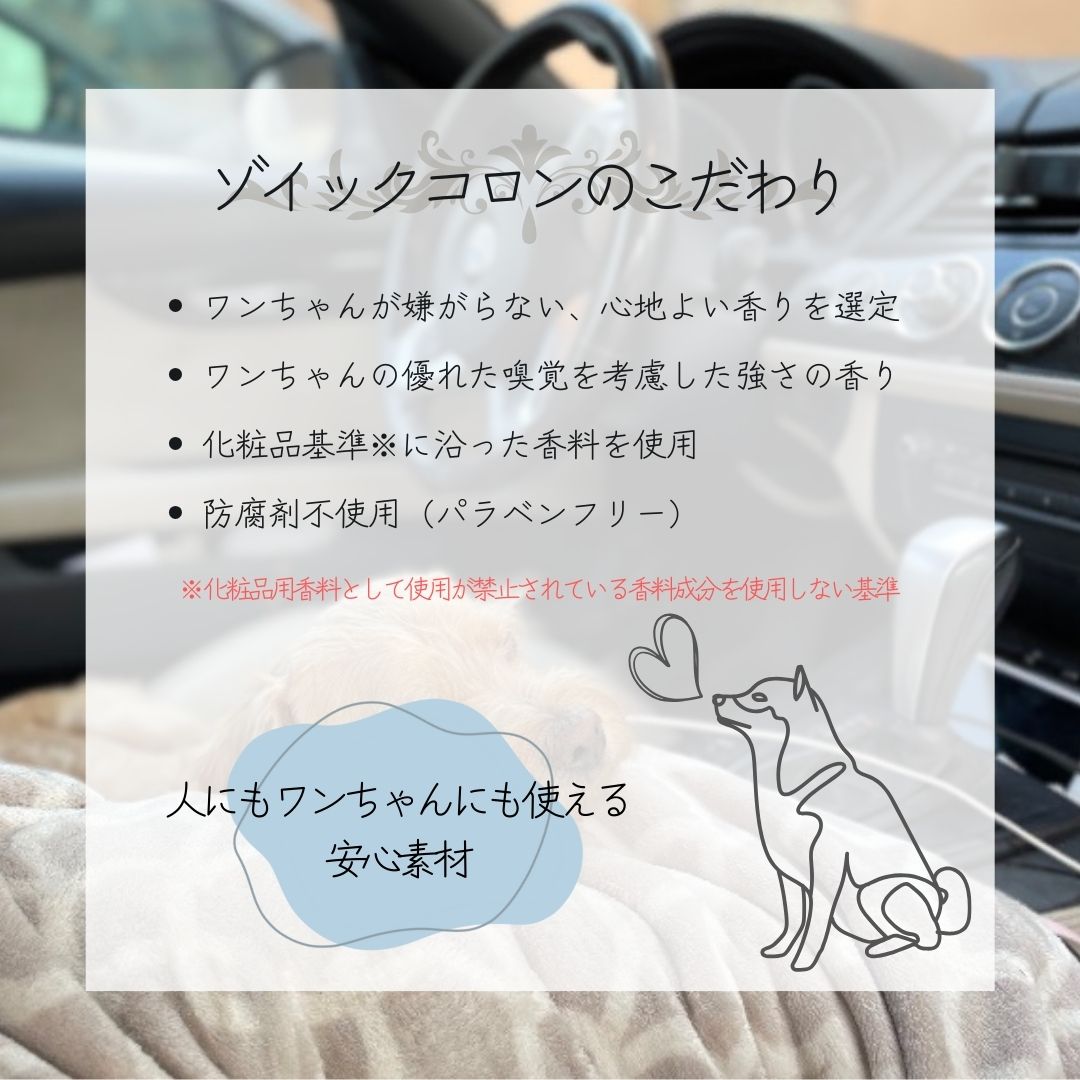 ゾイックコロンのこだわり
• ワンちゃんが嫌がらない、心地よい香りを選定
• ワンちゃんの優れた嗅覚を考慮した強さの香り
• 化粧品基準※に沿った香料を使用
• 防腐剤不使用（パラベンフリー）
※化粧品用香料として使用が禁止されている香料成分を使用しない基準
人にもワンちゃんにも使える
安心素材